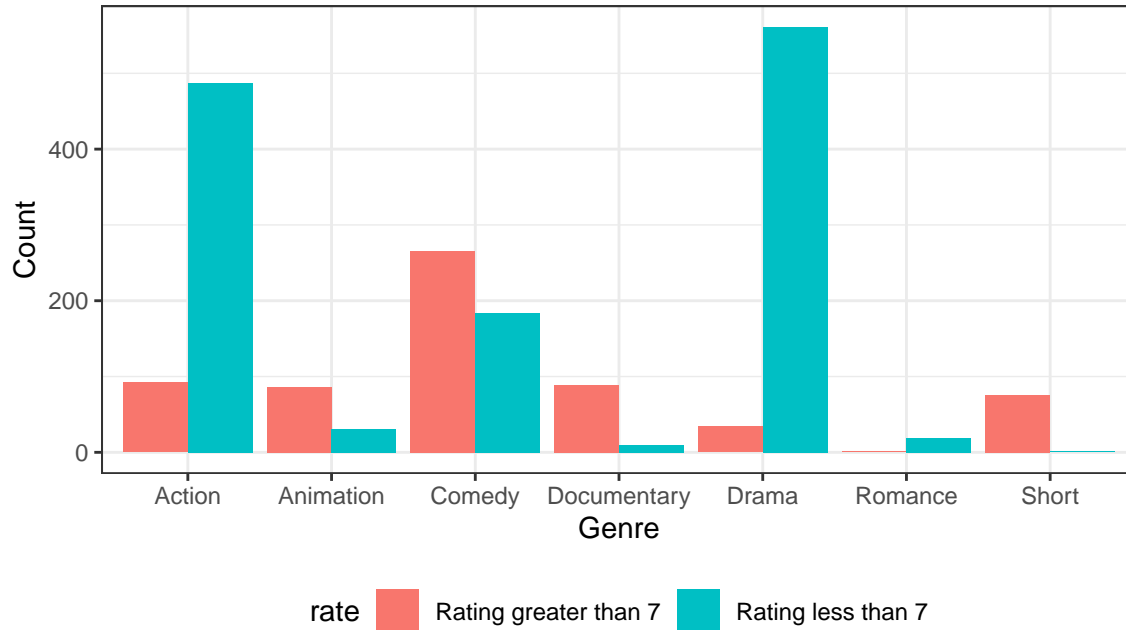 Count
400
200
0
Action Animation Comedy Documentary Drama Romance Short
Genre
rate Rating greater than 7 Rating less than 7